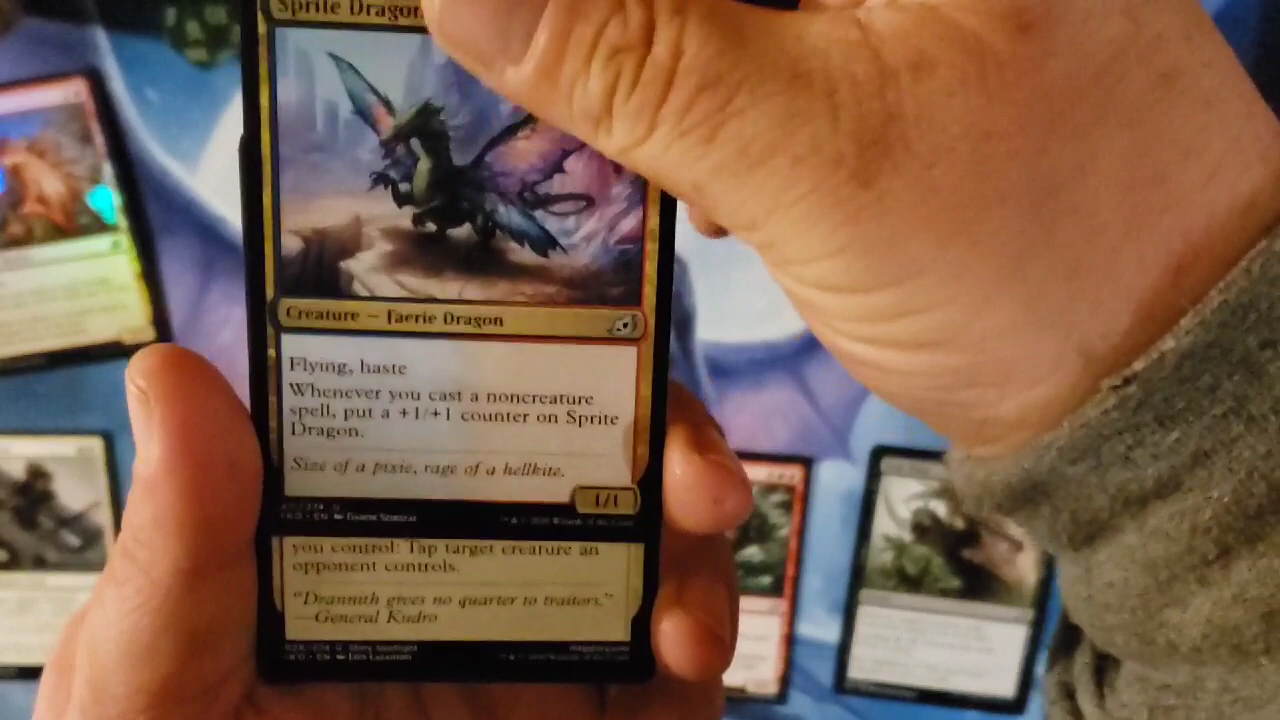 Sprite Dragon
Creature — Faerie Dragon
Flying, haste
Whenever you cast a noncreature
spell, put a +1/+1 counter on Sprite
Dragon.
Size of a pixie, rage of a hellkite.
1/1
you control: Tap target creature an
opponent controls.
"Drannith gives no quarter to traitors."
—General Kudro